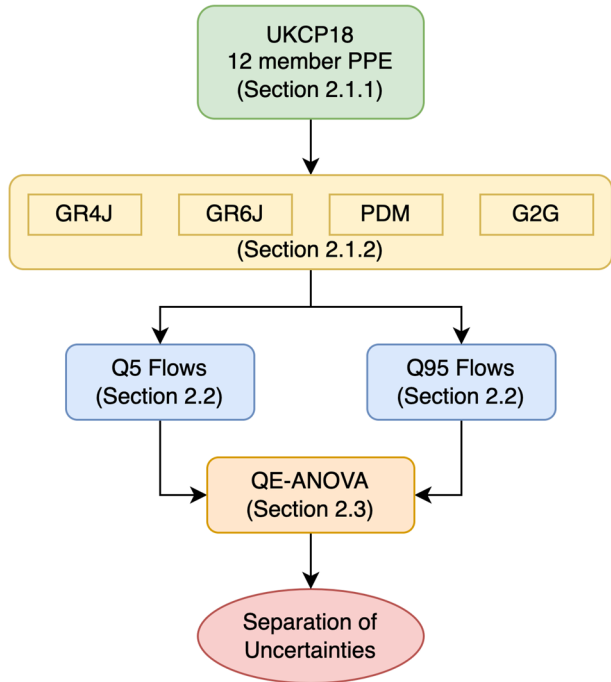 UKCP18
12 member PPE
(Section 2.1.1)
GR4J GR6J PDM G2G
(Section 2.1.2)
Q5 Flows
(Section 2.2)
Q95 Flows
(Section 2.2)
QE-ANOVA
(Section 2.3)
Separation of
Uncertainties